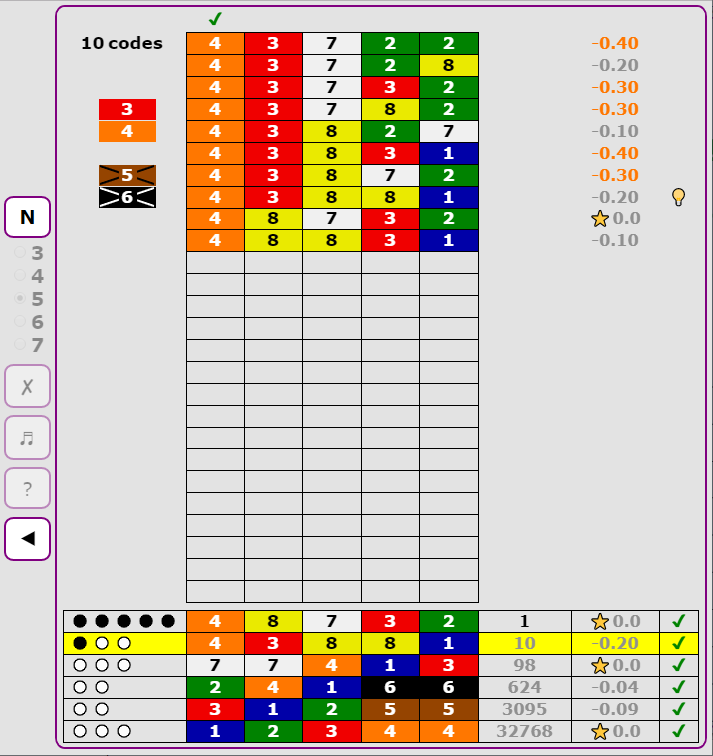 ✓
10 codes 4 3 7 2 2 -0.40
4 3 7 2 8 -0.20
4 3 7 3 2 -0.30
3 4 3 7 8 2 -0.30
4 4 3 8 2 7 -0.10
4 3 8 3 1 -0.40
5 4 3 8 7 2 -0.30
6 4 3 8 8 1 -0.20
N 4 8 7 3 2 0.0
4 8 8 3 1 -0.10
3
4
5
6
7
✗
♬
?
◀
4 8 7 3 2 1 0.0 ✓
4 3 8 8 1 10 -0.20 ✓
7 7 4 1 3 98 0.0 ✓
2 4 1 6 6 624 -0.04 ✓
3 1 2 5 5 3095 -0.09 ✓
1 2 3 4 4 32768 0.0 ✓